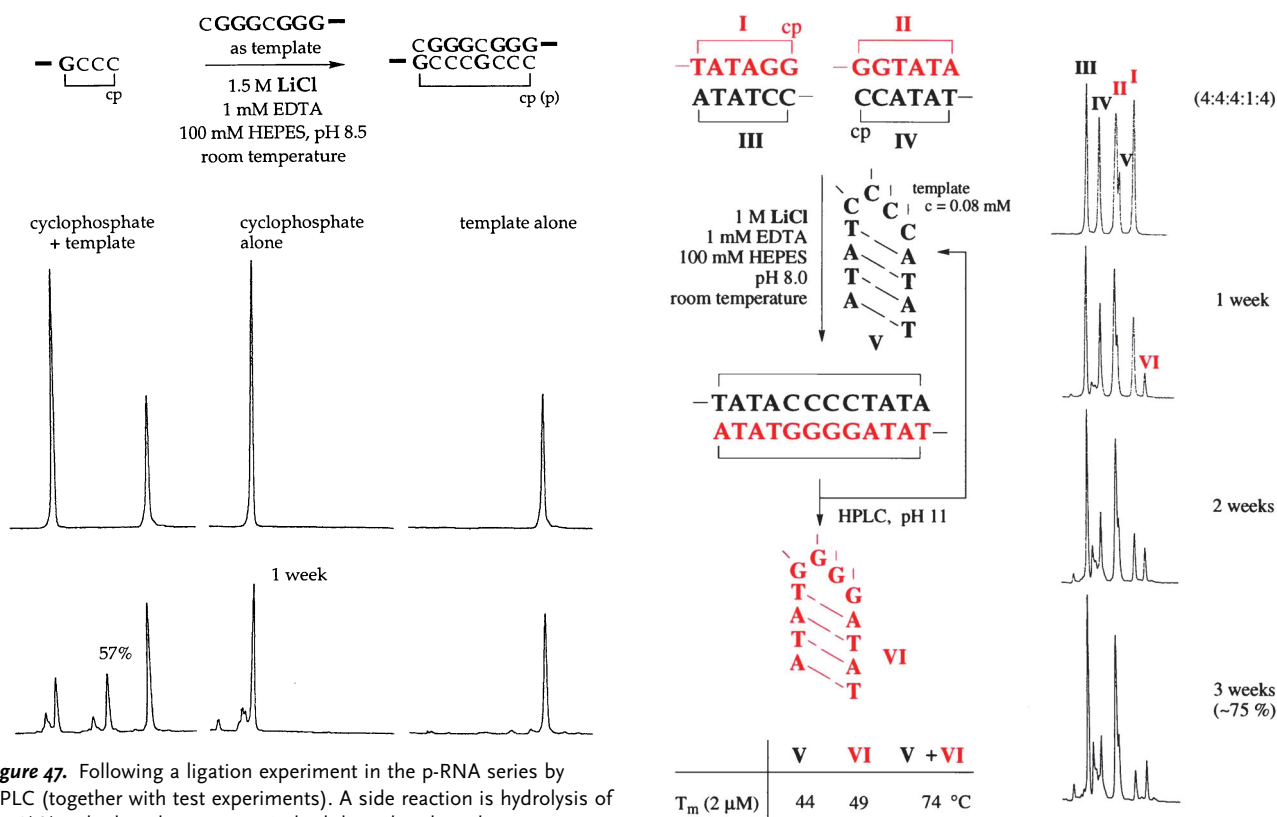 CGGGCGGG
as template
GCCC
cp
1.5 M LiCl
1 mM EDTA
100 mM HEPES, pH 8.5
room temperature
CGGGCGGG
GCCCGCCC
cp (p)
cyclophosphate
+ template
cyclophosphate
alone
template alone
1 week
57%
gure 47. Following a ligation experiment in the p-RNA series by
PLC (together with test experiments). A side reaction is hydrolysis of
I cp II
–TATAGG –GGTATA
ATATCC– CCATAT–
III cp IV
1 M LiCl
1 mM EDTA
100 mM HEPES
pH 8.0
room temperature
template
c = 0.08 mM
C C C C
T A
A T
T A
A T
V
–TATACCCCTATA
ATATGGGGATAT–
HPLC, pH 11
G G G G
T A
A T
T A
A T
VI
V VI V + VI
Tm (2 μM) 44 49 74 °C
III IV II V I
(4:4:4:1:4)
1 week
VI
2 weeks
3 weeks
(~75 %)